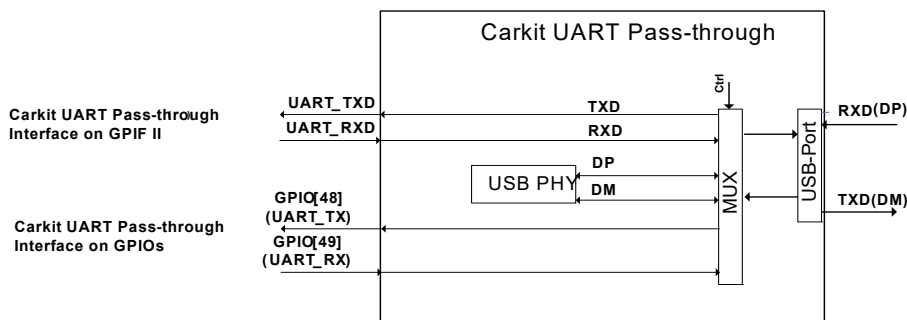 Carkit UART Pass-through
Ctrl
Carkit UART Pass-through
Interface on GPIF II
UART_TXD
TXD
RXD(DP)
UART_RXD
RXD
DP
USB PHY
DM
MUX
USB-Port
TXD(DM)
Carkit UART Pass-through
Interface on GPIOs
GPIO[48]
(UART_TX)
GPIO[49]
(UART_RX)